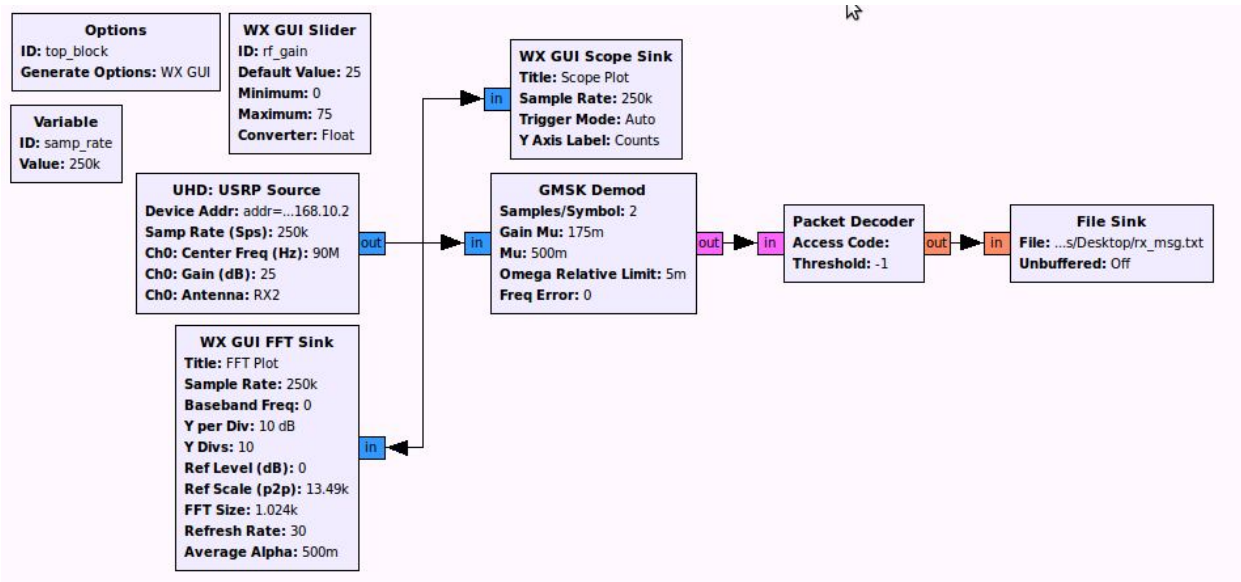 Options
ID: top_block
Generate Options: WX GUI
WX GUI Slider
ID: rf_gain
Default Value: 25
Minimum: 0
Maximum: 75
Converter: Float
Variable
ID: samp_rate
Value: 250k
WX GUI Scope Sink
Title: Scope Plot
Sample Rate: 250k
Trigger Mode: Auto
Y Axis Label: Counts
in
UHD: USRP Source
Device Addr: addr=...168.10.2
Samp Rate (Sps): 250k
Ch0: Center Freq (Hz): 90M
Ch0: Gain (dB): 25
Ch0: Antenna: RX2
out
in
GMSK Demod
Samples/Symbol: 2
Gain Mu: 175m
Mu: 500m
Omega Relative Limit: 5m
Freq Error: 0
out
in
Packet Decoder
Access Code:
Threshold: -1
out
in
File Sink
File: ...s/Desktop/rx_msg.txt
Unbuffered: Off
WX GUI FFT Sink
Title: FFT Plot
Sample Rate: 250k
Baseband Freq: 0
Y per Div: 10 dB
Y Divs: 10
Ref Level (dB): 0
Ref Scale (p2p): 13.49k
FFT Size: 1.024k
Refresh Rate: 30
Average Alpha: 500m
in